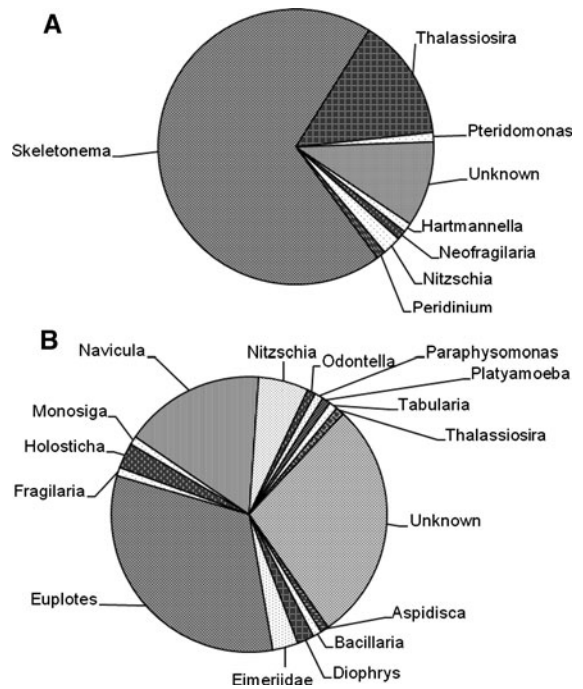 A
Thalassiosira
Pteridomonas
Skeletonema
Unknown
Hartmannella
Neofragilaria
Nitzschia
Peridinium
B
Navicula
Nitzschia
Odontella
Paraphysomonas
Platyamoeba
Tabularia
Thalassiosira
Monosiga
Holosticha
Fragilaria
Unknown
Euplotes
Aspidisca
Bacillaria
Diophrys
Eimeriidae